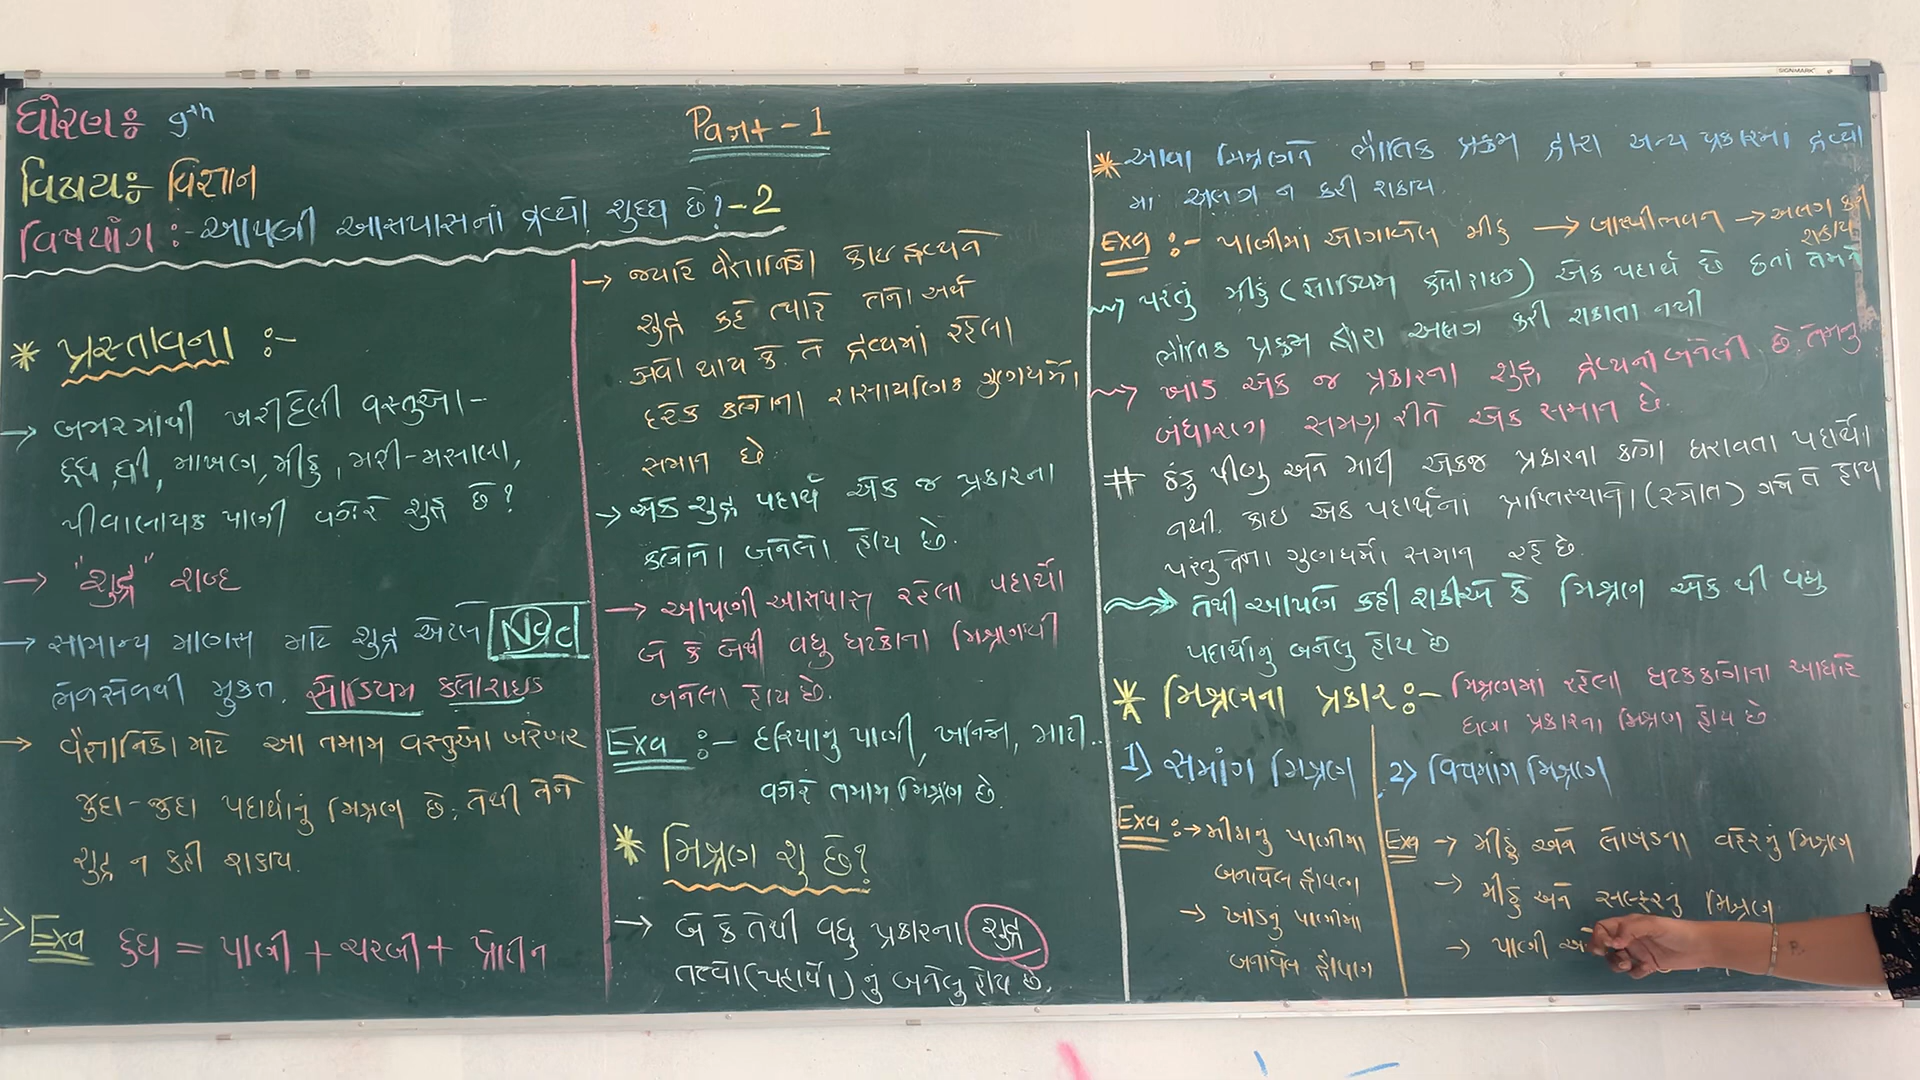 ધોરણઃ 9th
Part - 1
વિષયઃ- વિજ્ઞાન
વિષયાંગ :- આપણી આસપાસનાં દ્રવ્યો શુદ્ધ છે? - 2
* પ્રસ્તાવના :-
→ બજારમાંથી ખરીદેલી વસ્તુઓ -
દૂધ, ઘી, માખણ, મીઠું, મરી-મસાલા,
પીવાલાયક પાણી વગેરે શુદ્ધ છે?
→ "શુદ્ધ" શબ્દ
→ સામાન્ય માણસ માટે શુદ્ધ એટલે Nacl
ભેળસેળથી મુક્ત. સોડિયમ ક્લોરાઇડ
→ વૈજ્ઞાનિકો માટે આ તમામ વસ્તુઓ ખરેખર
જુદા-જુદા પદાર્થોનું મિશ્રણ છે, તેથી તેને
શુદ્ધ ન કહી શકાય.
→ Exa દુધ = પાણી + ચરબી + પ્રોટીન
→ જ્યારે વૈજ્ઞાનિકો કોઇ દ્રવ્યને
શુદ્ધ કહે ત્યારે તેનો અર્થ
એવો થાય કે તે દ્રવ્યમાં રહેલા
દરેક કણોના રાસાયણિક ગુણધર્મો
સમાન છે.
→ એક શુદ્ધ પદાર્થ એક જ પ્રકારના
કણોનો બનેલો હોય છે.
→ આપણી આસપાસ રહેલા પદાર્થો
બે કે બેથી વધુ ઘટકોના મિશ્રણથી
બનેલા હોય છે.
Exa :- દરિયાનું પાણી, ખનિજો, માટી..
વગેરે તમામ મિશ્રણ છે.
* મિશ્રણ શુ છે?
→ બે કે તેથી વધુ પ્રકારના શુદ્ધ
તત્વો(પદાર્થો)નું બનેલુ હોય છે.
* આવા મિશ્રણને ભૌતિક પ્રક્રમ દ્વારા અન્ય પ્રકારમાં દ્રવ્યો
માં અલગ ન કરી શકાય.
Exa :- પાણીમાં ઓગાળેલ મીઠું → બાષ્પીભવન → અલગ કરી
શકાય
પરંતુ મીઠું (સોડિયમ ક્લોરાઇડ) એક પદાર્થ છે છતાં તેમને
ભૌતિક પ્રક્રમ દ્વારા અલગ કરી શકાતા નથી
ખાંડ એક જ પ્રકારના શુદ્ધ દ્રવ્યની બનેલી છે તેમનુ
બંધારણ સમગ્ર રીતે એક સમાન છે.
# ઠંડુ પીણુ અને માટી એકજ પ્રકારના કણો ધરાવતા પદાર્થો
નથી. કોઇ એક પદાર્થનાં પ્રાપ્તિસ્થાનો(સ્ત્રોત) ગમે તે હોય
પરંતુ તેના ગુણધર્મો સમાન રહે છે.
તેથી આપણે કહી શકીએ કે મિશ્રણ એક થી વધુ
પદાર્થોનું બનેલુ હોય છે
* મિશ્રણના પ્રકાર :- મિશ્રણમાં રહેલા ઘટકકણોના આધારે
ઘણા પ્રકારના મિશ્રણ હોય છે
1) સમાંગ મિશ્રણ
Exa :→ મીઠાનું પાણીમા
બનાવેલ દ્રાવણ
→ ખાંડનું પાણીમાં
બનાવેલ દ્રાવણ
2) વિષમાંગ મિશ્રણ
Exa → મીઠું અને લોખંડના વહેરનું મિશ્રણ
→ મીઠું અને સલ્ફરનું મિશ્રણ
→ પાણી
SIGNMARK